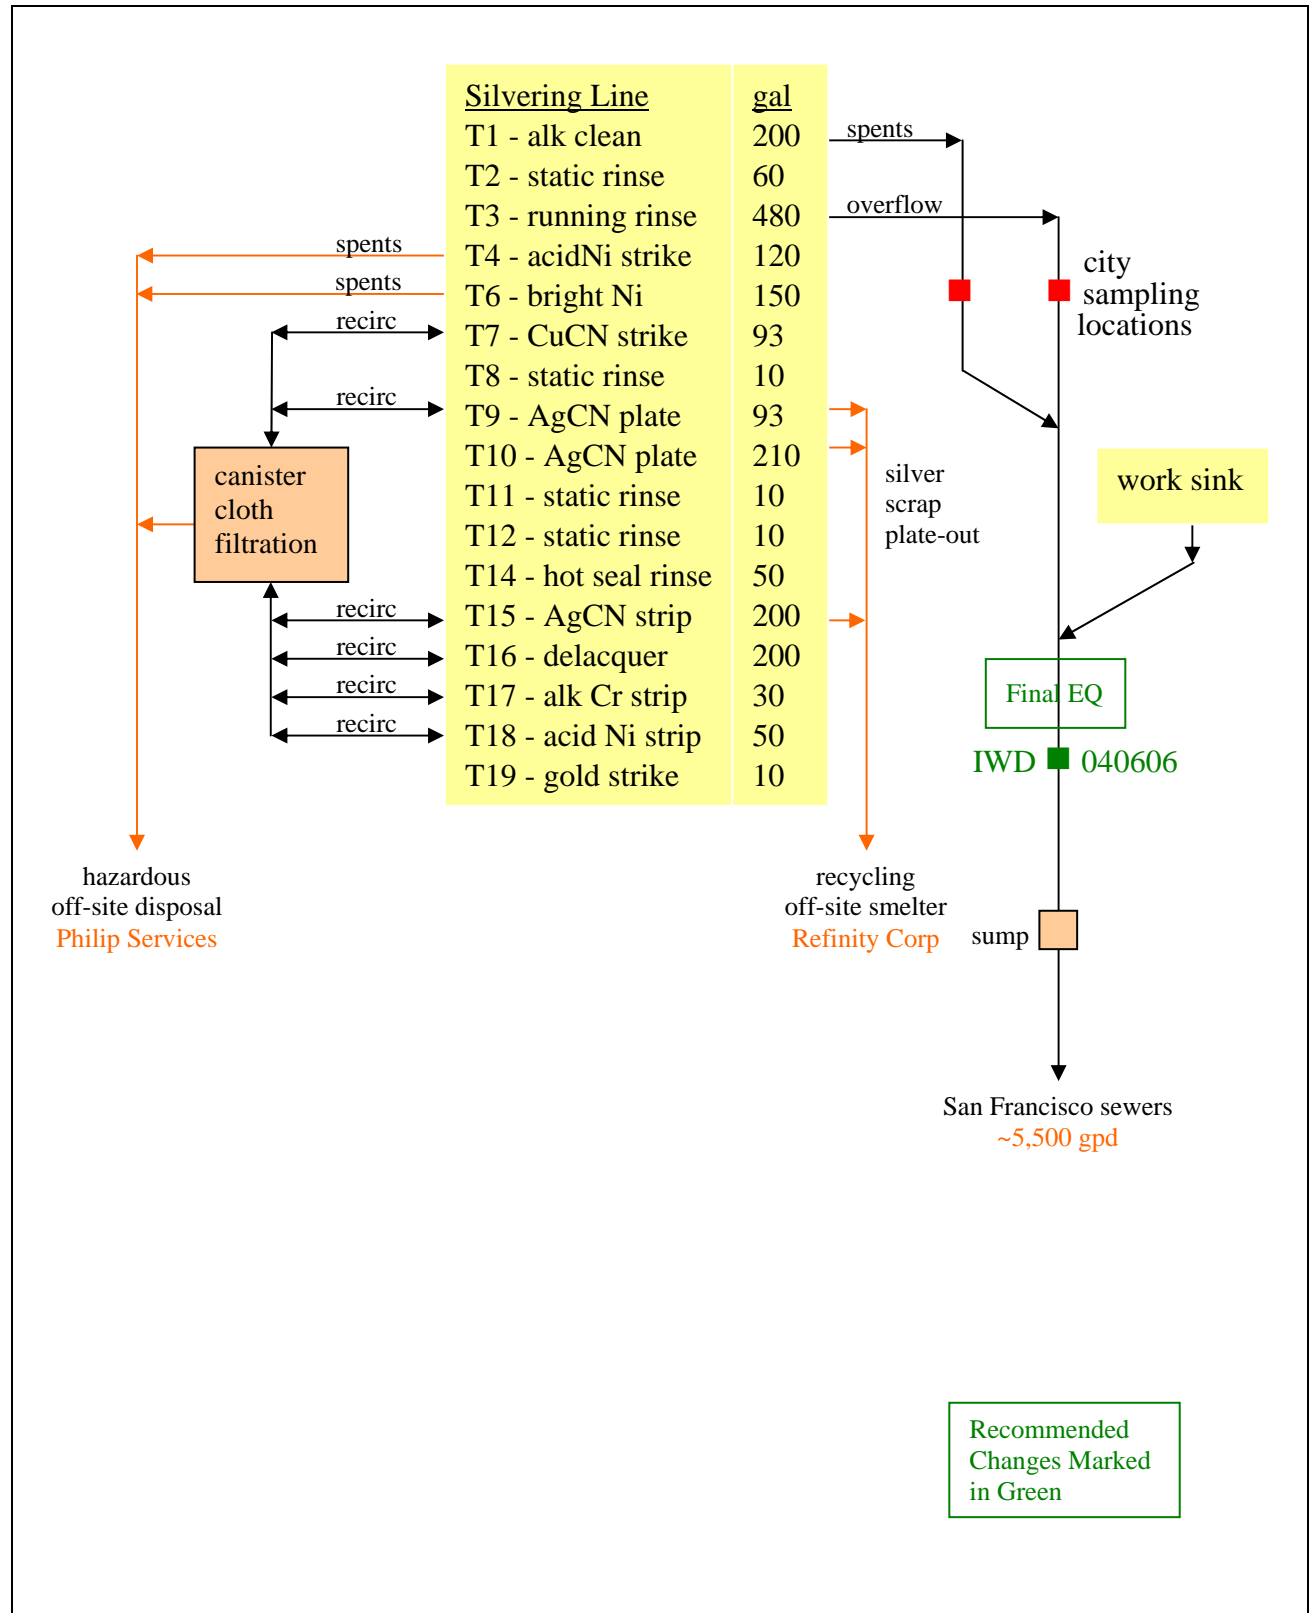 Silvering Line gal
T1 - alk clean 200
T2 - static rinse 60
T3 - running rinse 480
T4 - acidNi strike 120
T6 - bright Ni 150
T7 - CuCN strike 93
T8 - static rinse 10
T9 - AgCN plate 93
T10 - AgCN plate 210
T11 - static rinse 10
T12 - static rinse 10
T14 - hot seal rinse 50
T15 - AgCN strip 200
T16 - delacquer 200
T17 - alk Cr strip 30
T18 - acid Ni strip 50
T19 - gold strike 10
spents
overflow
spents
spents
recirc
recirc
canister
cloth
filtration
recirc
recirc
recirc
recirc
city
sampling
locations
silver
scrap
plate-out
work sink
Final EQ
IWD 040606
hazardous
off-site disposal
Philip Services
recycling
off-site smelter
Refinity Corp
sump
San Francisco sewers
~5,500 gpd
Recommended
Changes Marked
in Green